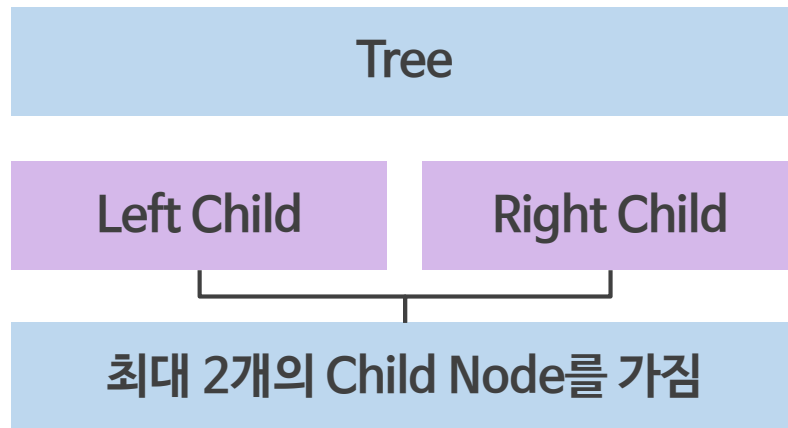 Tree
Left Child
Right Child
최대 2개의 Child Node를 가짐